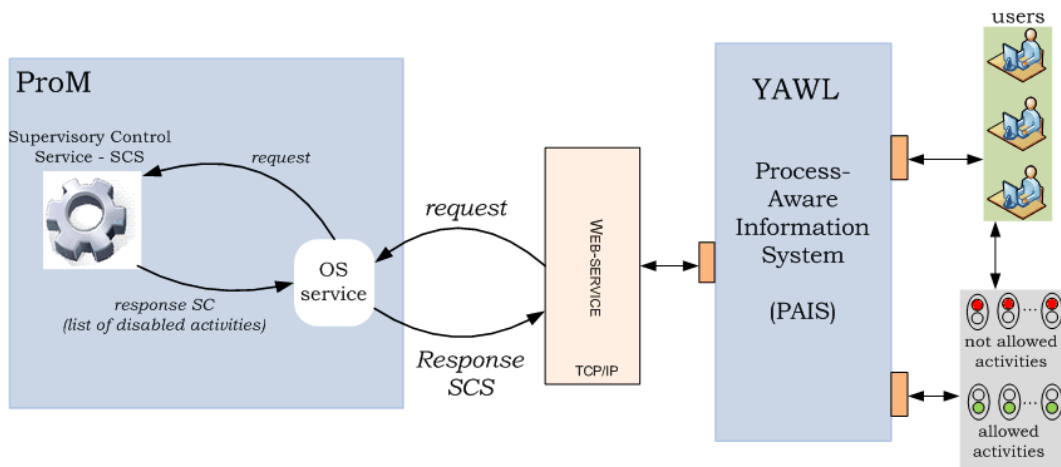 ProM
Supervisory Control
Service - SCS
request
response SC
(list of disabled activities)
OS
service
request
Response
SCS
WEB-SERVICE
TCP/IP
YAWL
Process-
Aware
Information
System
(PAIS)
users
not allowed
activities
allowed
activities